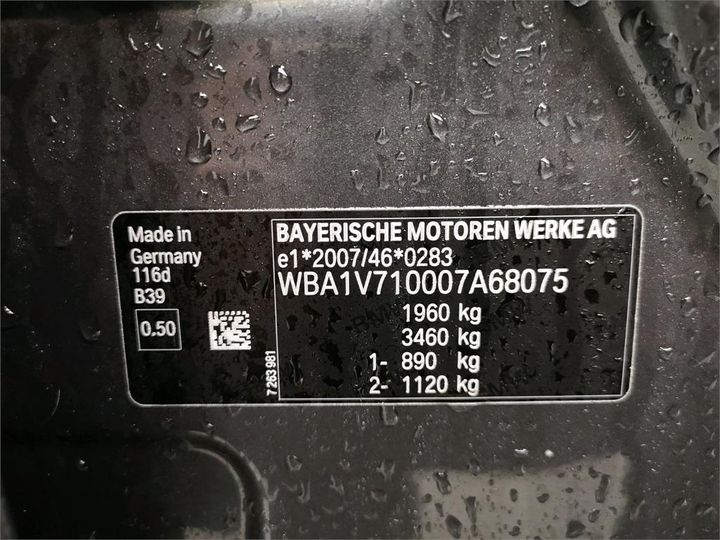 Made in
Germany
116d
B39
0.50
7 263 981
BAYERISCHE MOTOREN WERKE AG
e1*2007/46*0283
WBA1V710007A68075
1960 kg
3460 kg
1- 890 kg
2- 1120 kg